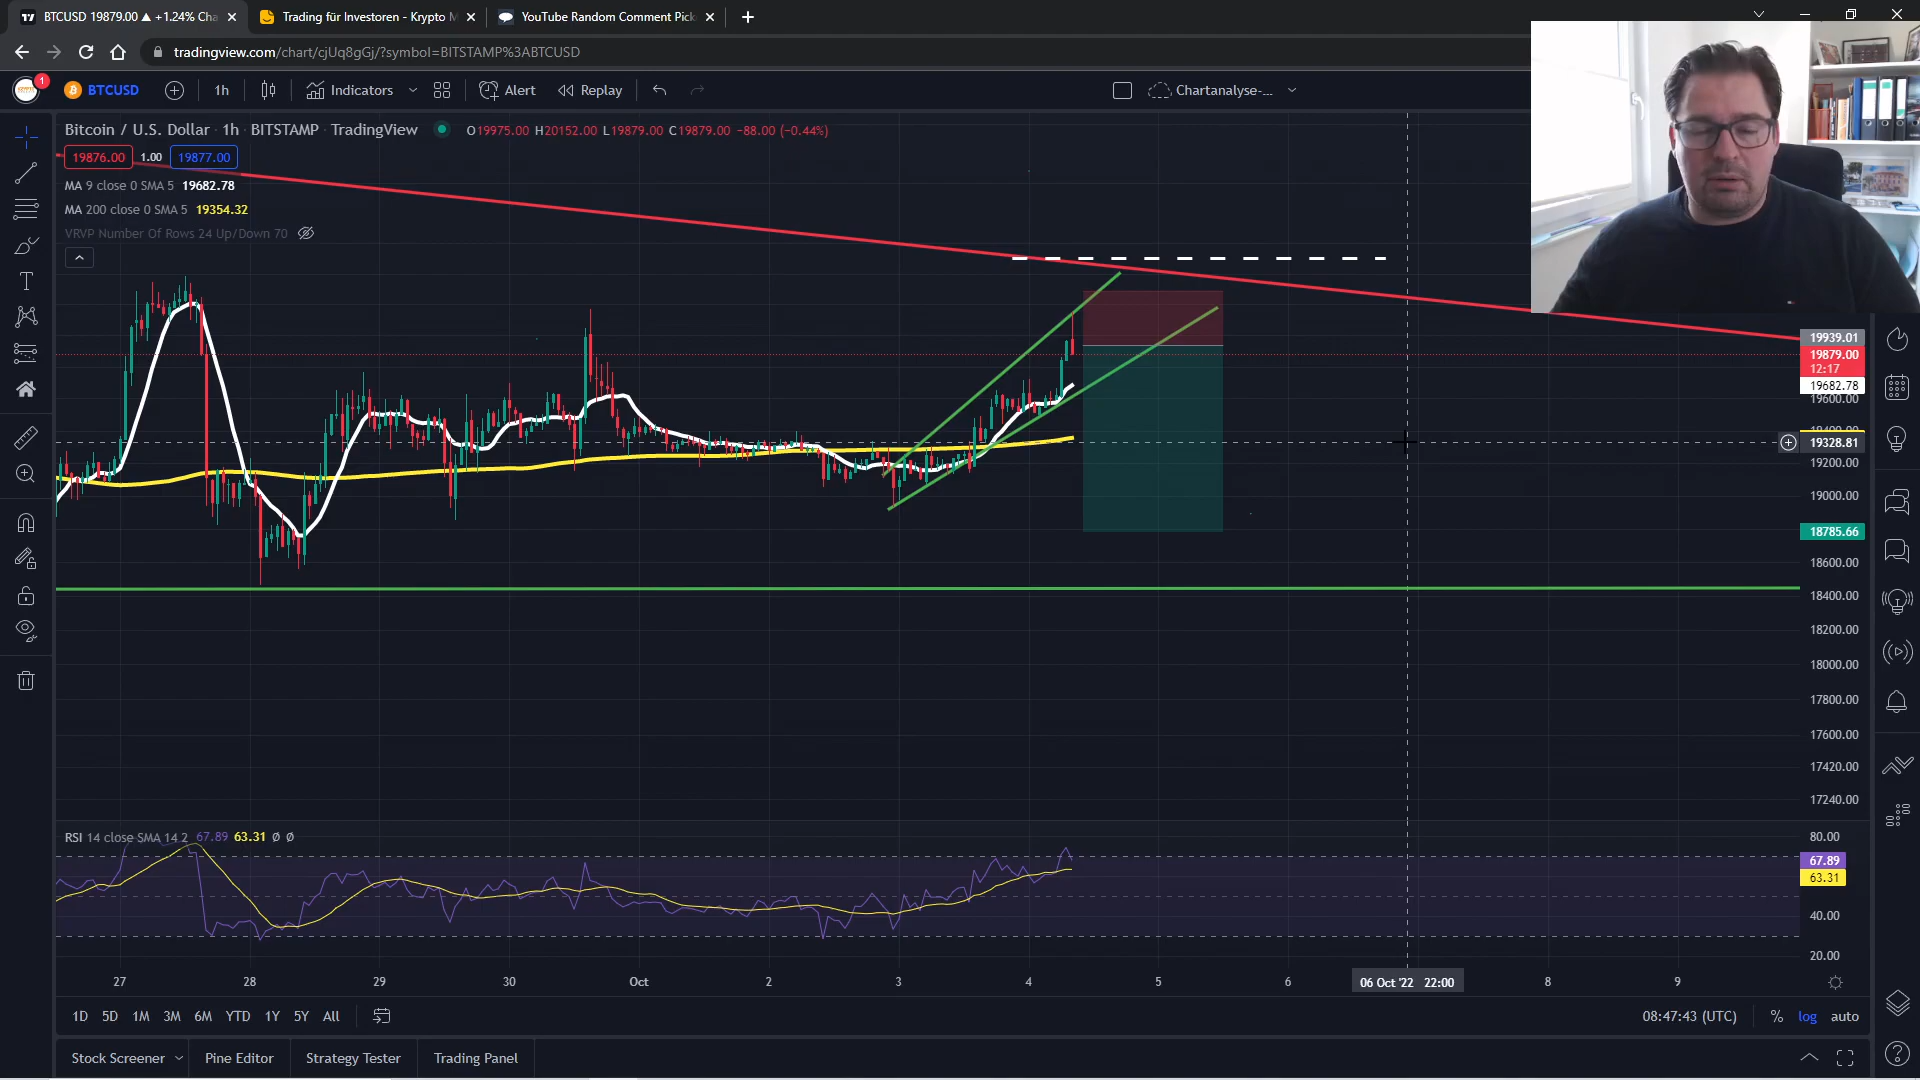 BTCUSD 19879.00 ▲ +1.24% Cha
Trading für Investoren - Krypto M
YouTube Random Comment Pick
tradingview.com/chart/cjUq8gGj/?symbol=BITSTAMP%3ABTCUSD
1
BTCUSD
1h
Indicators
Alert
Replay
Chartanalyse-...
Bitcoin / U.S. Dollar · 1h · BITSTAMP · TradingView
O19975.00 H20152.00 L19879.00 C19879.00 −88.00 (−0.44%)
19876.00 1.00 19877.00
MA 9 close 0 SMA 5 19682.78
MA 200 close 0 SMA 5 19354.32
VRVP Number Of Rows 24 Up/Down 70
19939.01
19879.00
12:17
19682.78
19600.00
19328.81
19200.00
19000.00
18785.66
18600.00
18400.00
18200.00
18000.00
17800.00
17600.00
17420.00
17240.00
RSI 14 close SMA 14 2 67.89 63.31 Ø Ø
80.00
67.89
63.31
40.00
20.00
27 28 29 30 Oct 2 3 4 5 6 06 Oct '22 22:00 8 9
1D 5D 1M 3M 6M YTD 1Y 5Y All
08:47:43 (UTC) % log auto
Stock Screener Pine Editor Strategy Tester Trading Panel